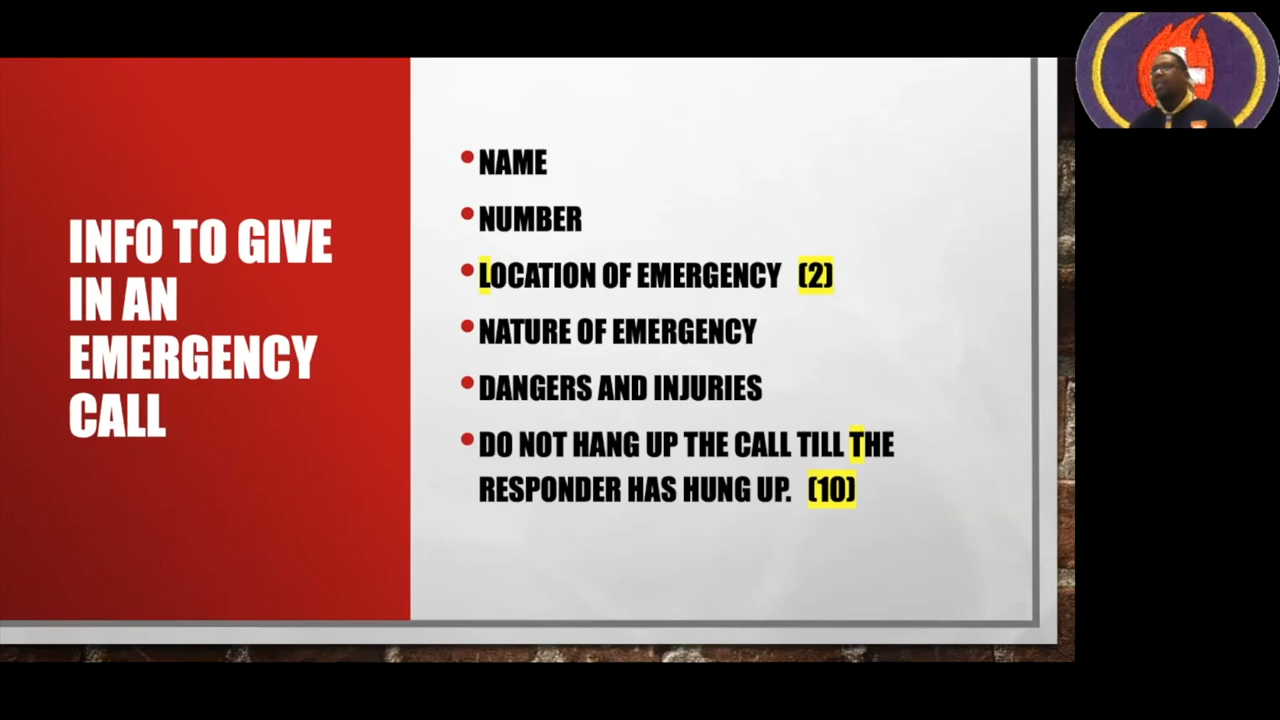 INFO TO GIVE
IN AN
EMERGENCY
CALL
• NAME
• NUMBER
• LOCATION OF EMERGENCY (2)
• NATURE OF EMERGENCY
• DANGERS AND INJURIES
• DO NOT HANG UP THE CALL TILL THE
RESPONDER HAS HUNG UP. (10)